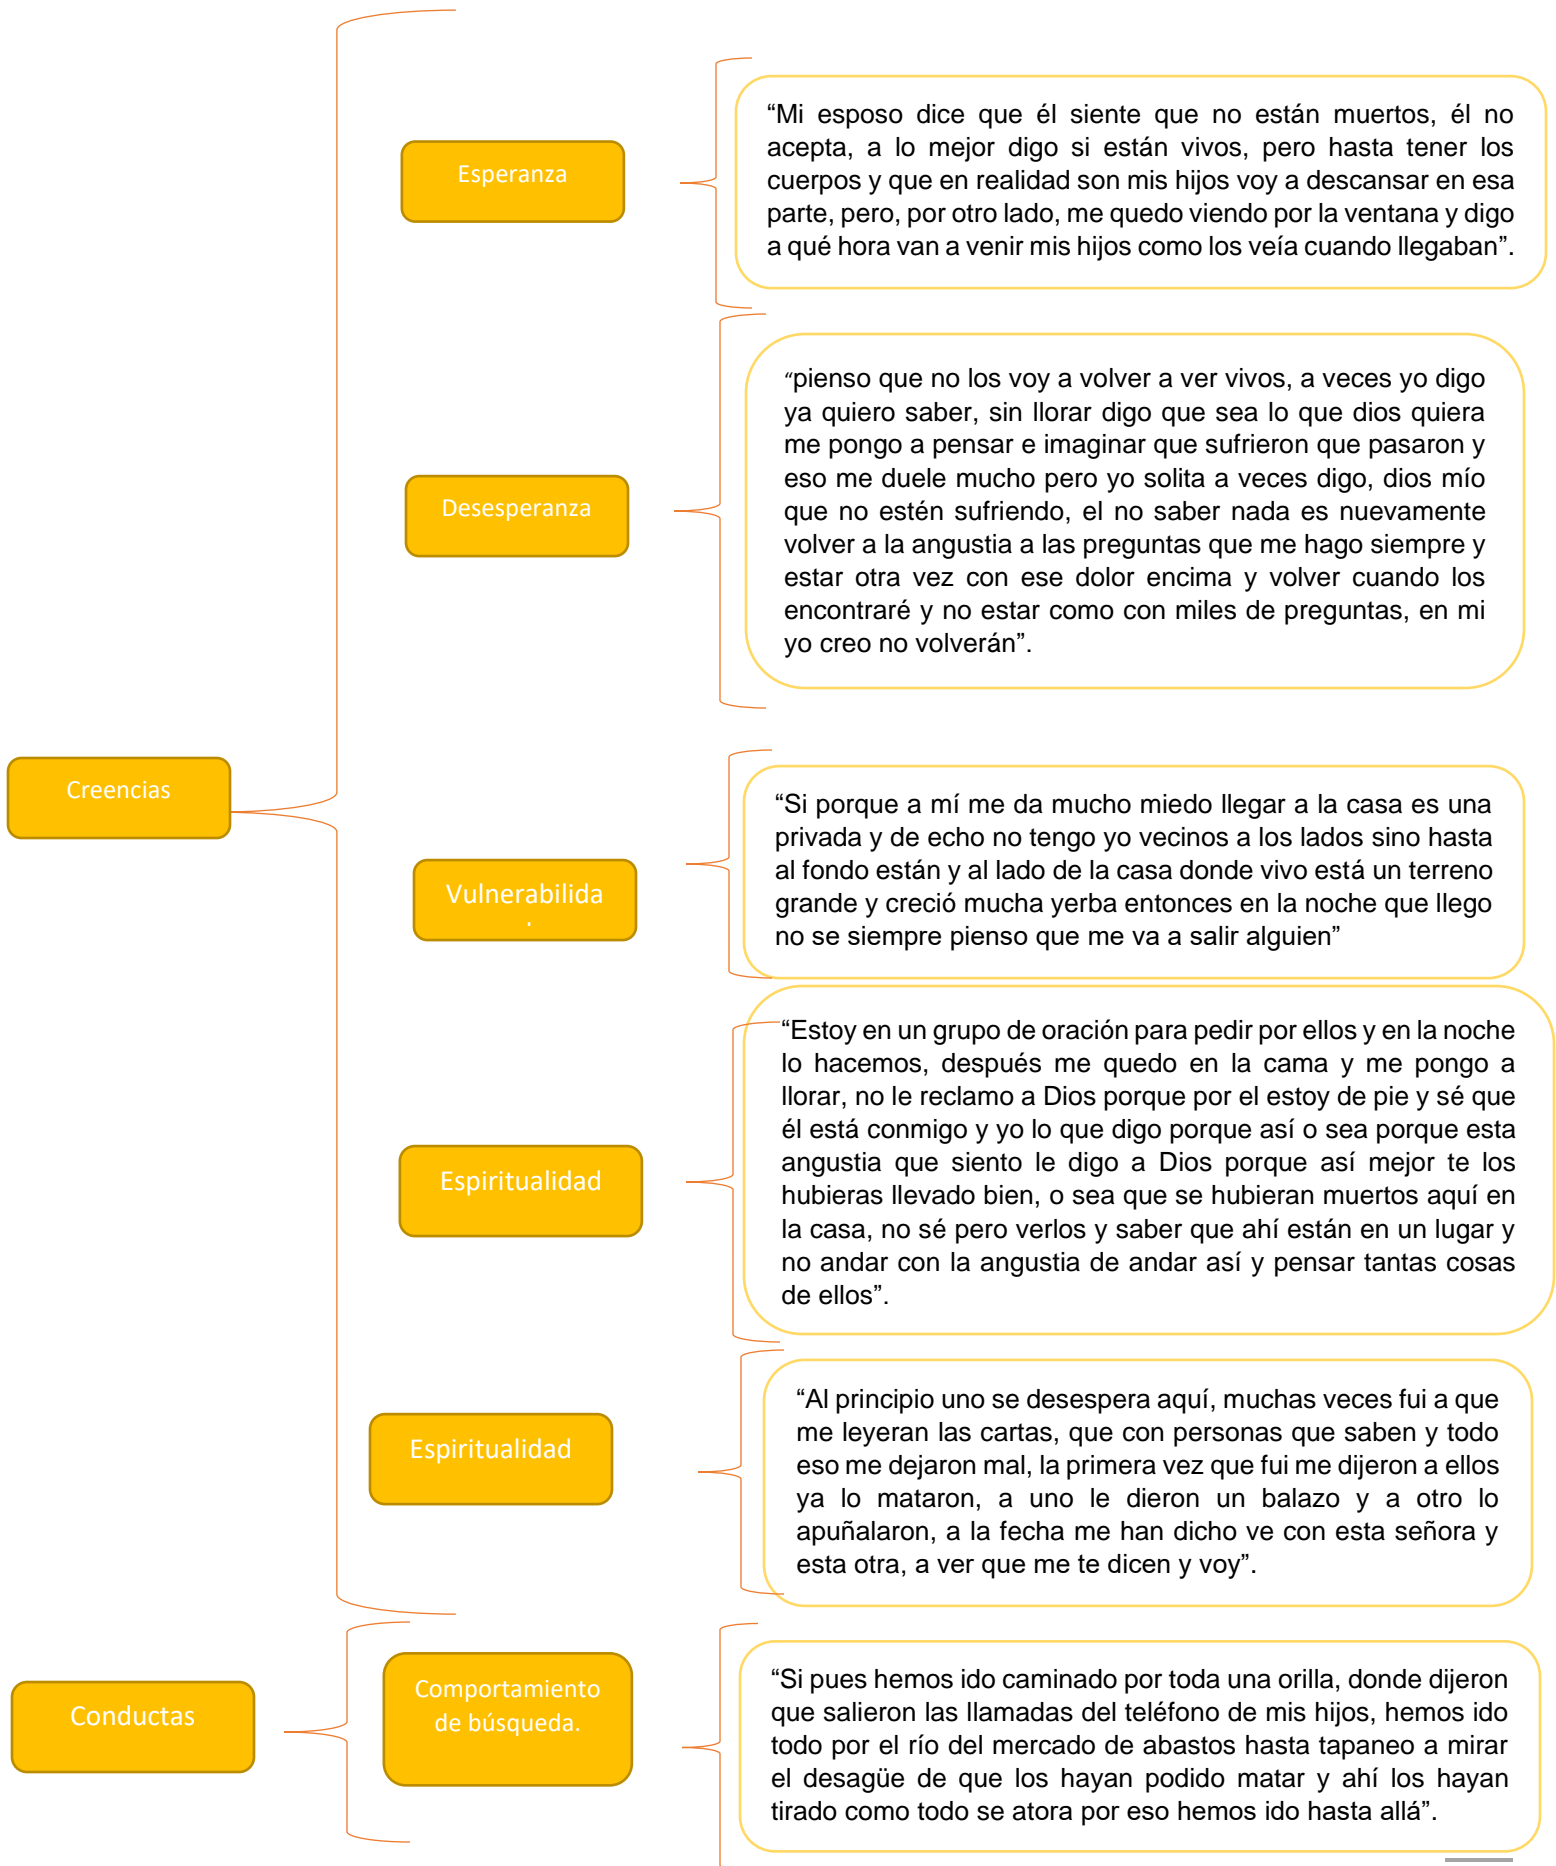 Creencias
Esperanza
“Mi esposo dice que él siente que no están muertos, él no
acepta, a lo mejor digo si están vivos, pero hasta tener los
cuerpos y que en realidad son mis hijos voy a descansar en esa
parte, pero, por otro lado, me quedo viendo por la ventana y digo
a qué hora van a venir mis hijos como los veía cuando llegaban”.
Desesperanza
“pienso que no los voy a volver a ver vivos, a veces yo digo
ya quiero saber, sin llorar digo que sea lo que dios quiera
me pongo a pensar e imaginar que sufrieron que pasaron y
eso me duele mucho pero yo solita a veces digo, dios mío
que no estén sufriendo, el no saber nada es nuevamente
volver a la angustia a las preguntas que me hago siempre y
estar otra vez con ese dolor encima y volver cuando los
encontraré y no estar como con miles de preguntas, en mi
yo creo no volverán”.
Vulnerabilida
.
“Si porque a mí me da mucho miedo llegar a la casa es una
privada y de echo no tengo yo vecinos a los lados sino hasta
al fondo están y al lado de la casa donde vivo está un terreno
grande y creció mucha yerba entonces en la noche que llego
no se siempre pienso que me va a salir alguien”
Espiritualidad
“Estoy en un grupo de oración para pedir por ellos y en la noche
lo hacemos, después me quedo en la cama y me pongo a
llorar, no le reclamo a Dios porque por el estoy de pie y sé que
él está conmigo y yo lo que digo porque así o sea porque esta
angustia que siento le digo a Dios porque así mejor te los
hubieras llevado bien, o sea que se hubieran muertos aquí en
la casa, no sé pero verlos y saber que ahí están en un lugar y
no andar con la angustia de andar así y pensar tantas cosas
de ellos”.
Espiritualidad
“Al principio uno se desespera aquí, muchas veces fui a que
me leyeran las cartas, que con personas que saben y todo
eso me dejaron mal, la primera vez que fui me dijeron a ellos
ya lo mataron, a uno le dieron un balazo y a otro lo
apuñalaron, a la fecha me han dicho ve con esta señora y
esta otra, a ver que me te dicen y voy”.
Conductas
Comportamiento
de búsqueda.
“Si pues hemos ido caminado por toda una orilla, donde dijeron
que salieron las llamadas del teléfono de mis hijos, hemos ido
todo por el río del mercado de abastos hasta tapaneo a mirar
el desagüe de que los hayan podido matar y ahí los hayan
tirado como todo se atora por eso hemos ido hasta allá”.